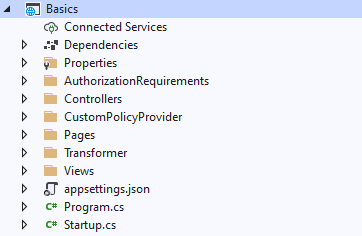 Basics
Connected Services
Dependencies
Properties
AuthorizationRequirements
Controllers
CustomPolicyProvider
Pages
Transformer
Views
appsettings.json
C# Program.cs
C# Startup.cs